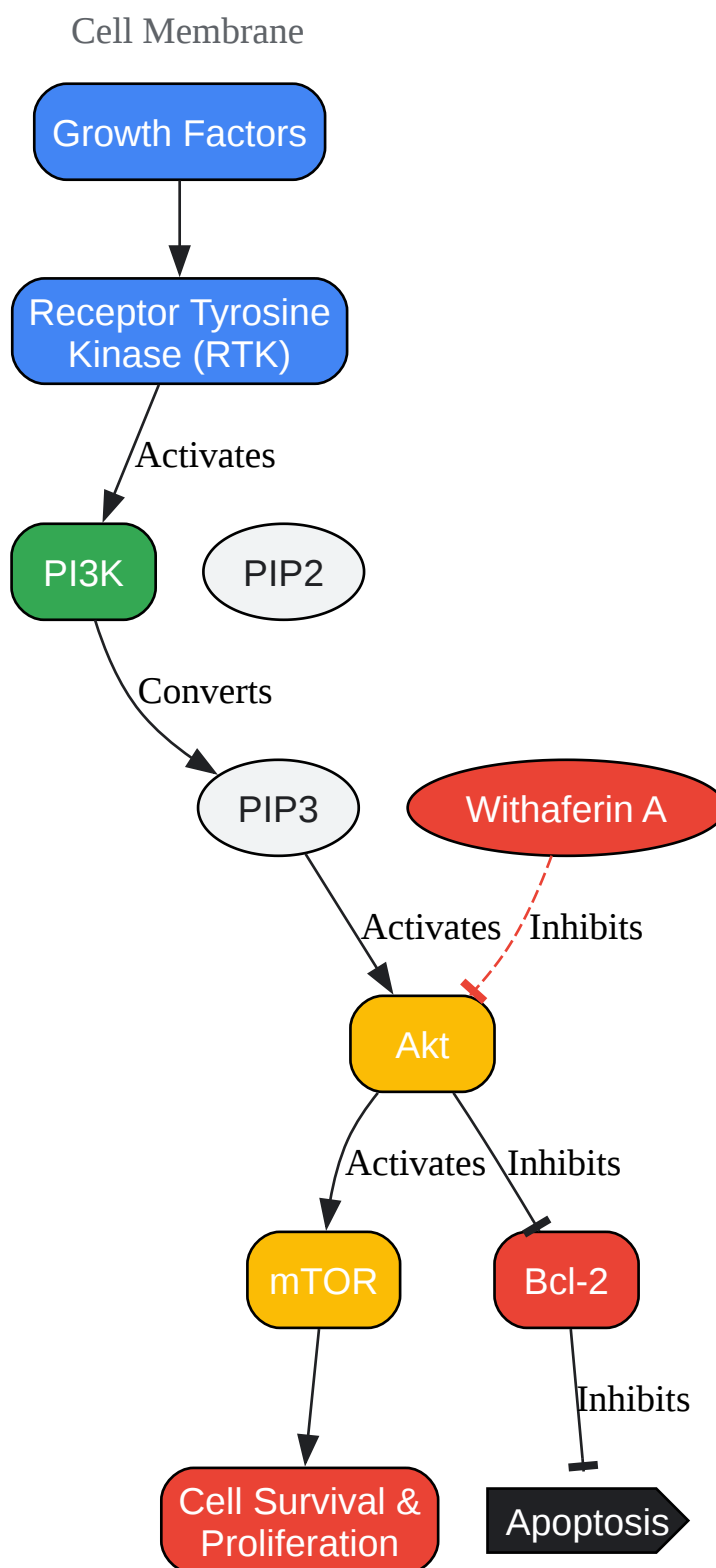 Cell Membrane
Growth Factors
Receptor Tyrosine
Kinase (RTK)
Activates
PI3K
PIP2
Converts
PIP3
Withaferin A
Activates
Inhibits
Akt
Activates
Inhibits
mTOR
Bcl-2
Inhibits
Cell Survival &
Proliferation
Apoptosis